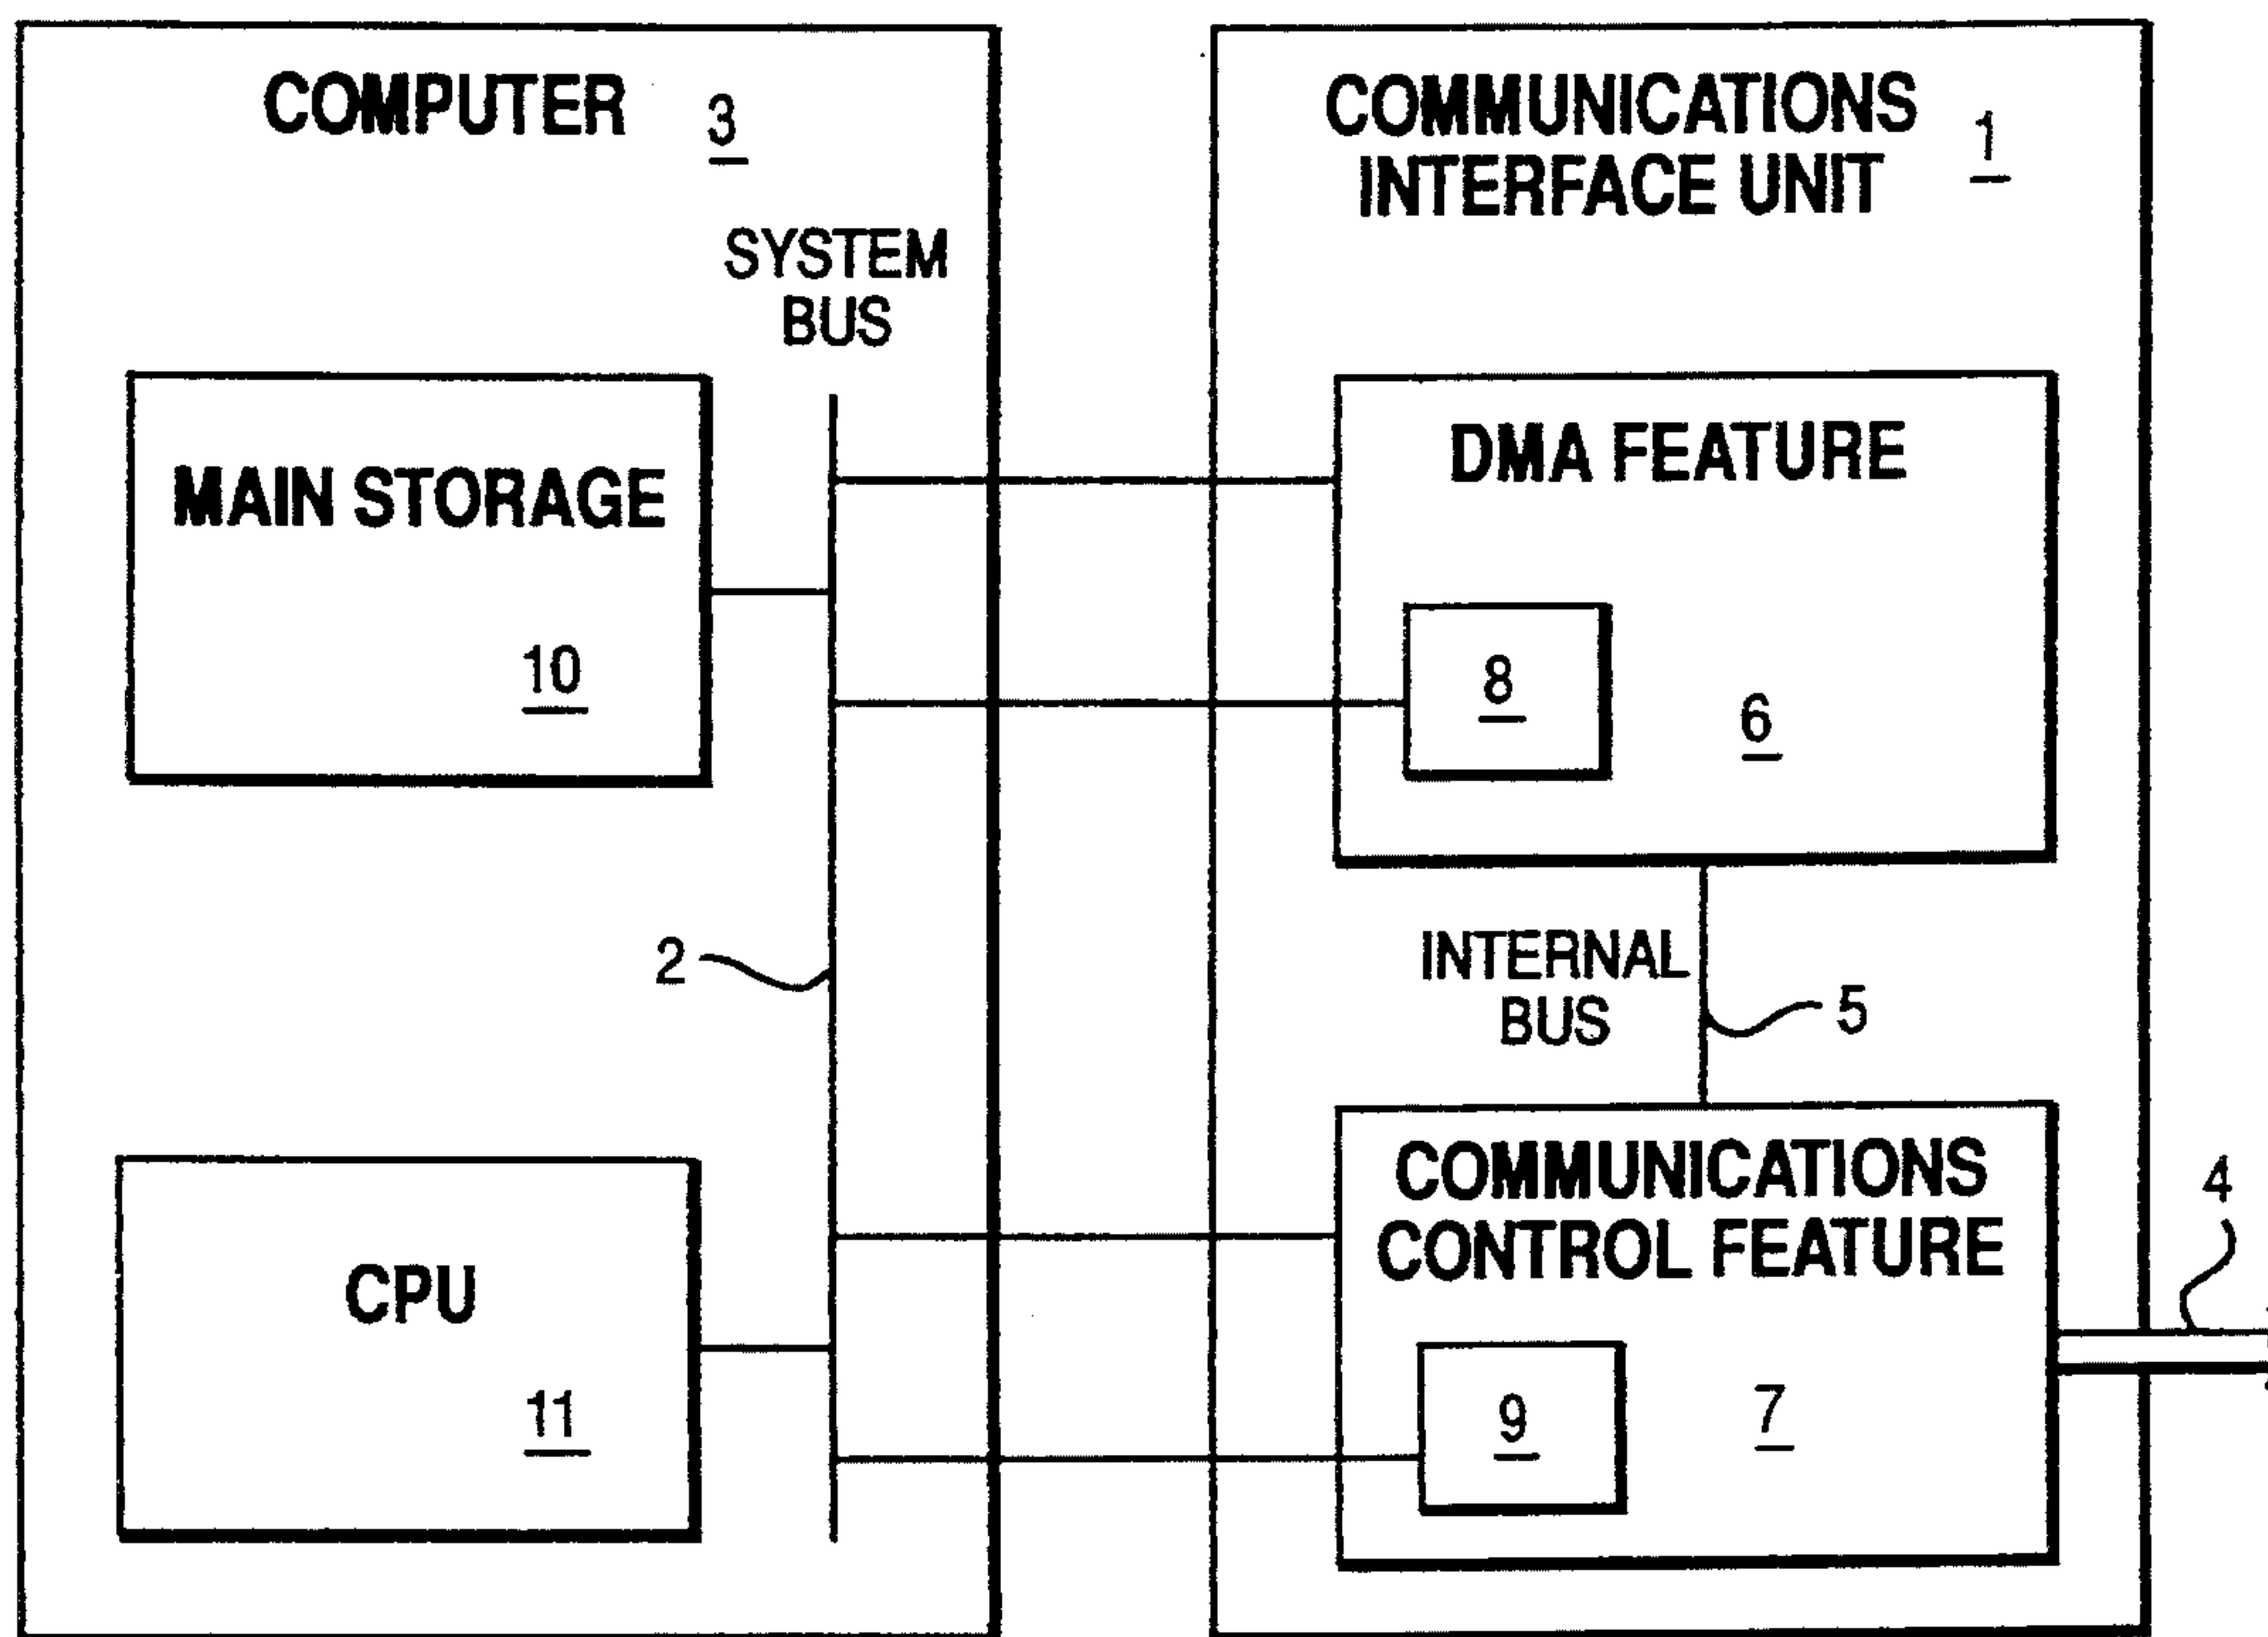 COMPUTER 3
SYSTEM
BUS
MAIN STORAGE
10
2
CPU
11
COMMUNICATIONS
INTERFACE UNIT 1
DMA FEATURE
8
6
INTERNAL
BUS
5
COMMUNICATIONS
CONTROL FEATURE
9
7
4